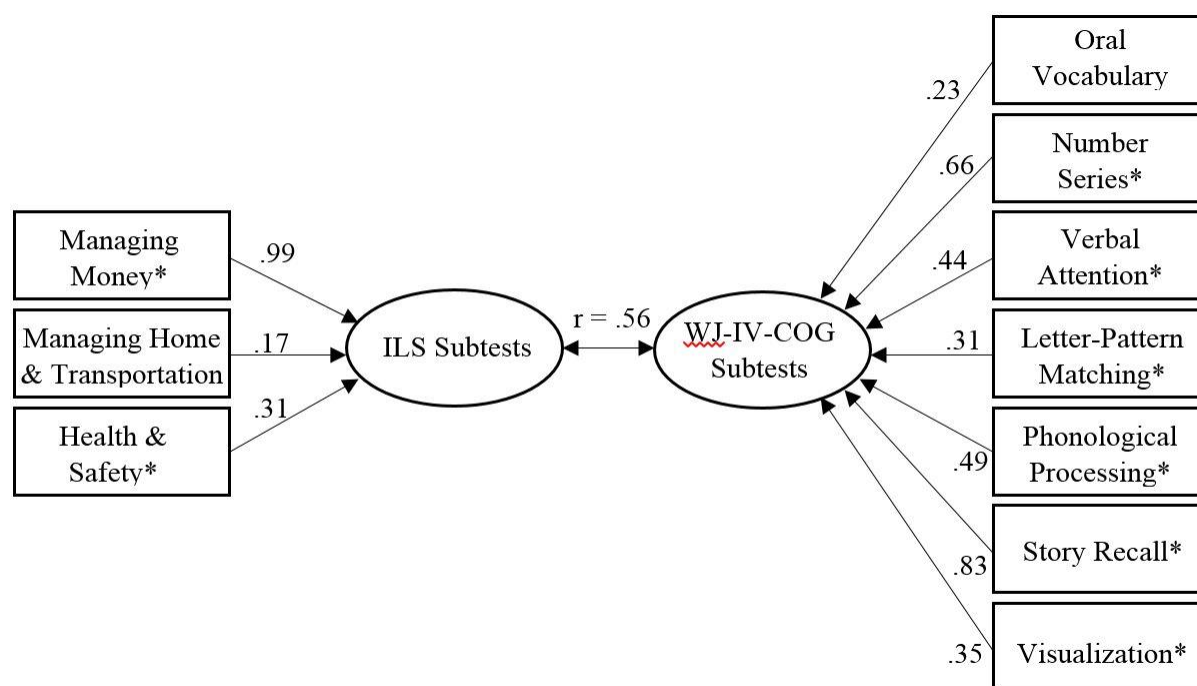 Managing
Money*
.99
Managing Home
& Transportation
.17
Health &
Safety*
.31
ILS Subtests
r = .56
WJ-IV-COG
Subtests
Oral
Vocabulary
.23
Number
Series*
.66
Verbal
Attention*
.44
Letter-Pattern
Matching*
.31
Phonological
Processing*
.49
Story Recall*
.83
Visualization*
.35